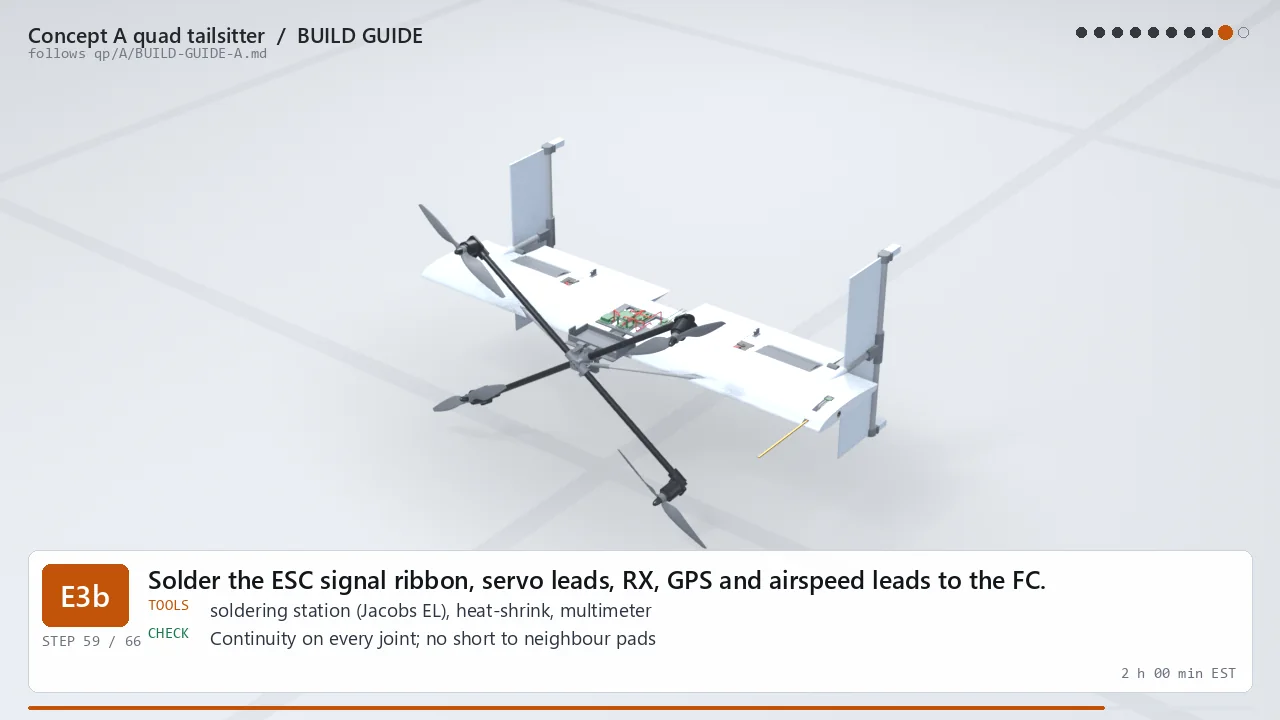 Concept A quad tailsitter / BUILD GUIDE
follows qp/A/BUILD-GUIDE-A.md
E3b
Solder the ESC signal ribbon, servo leads, RX, GPS and airspeed leads to the FC.
TOOLS soldering station (Jacobs EL), heat-shrink, multimeter
CHECK Continuity on every joint; no short to neighbour pads
STEP 59 / 66
2 h 00 min EST